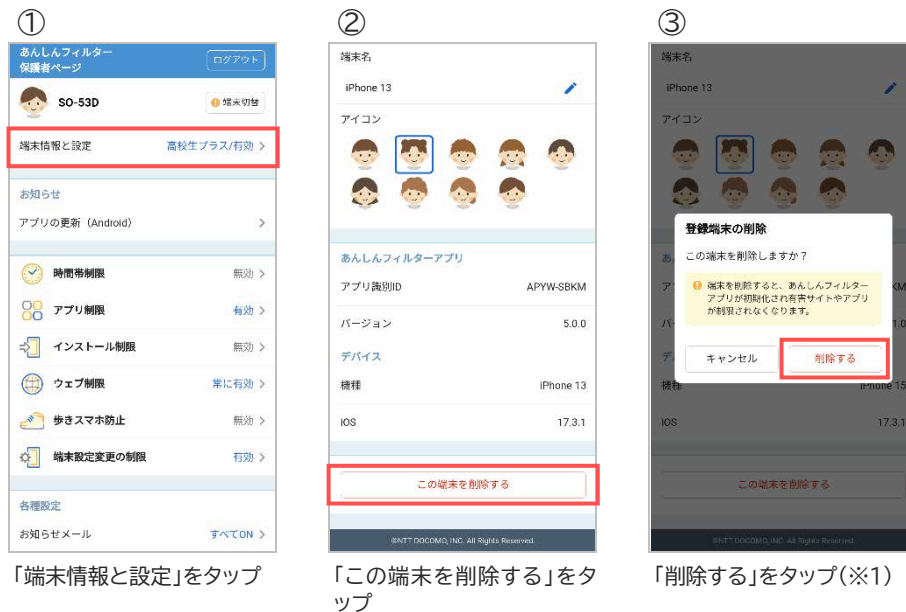 ①
あんしんフィルター
保護者ページ
ログアウト
SO-53D
端末切替
端末情報と設定 高校生プラス/有効
お知らせ
アプリの更新（Android）
時間帯制限 無効
アプリ制限 有効
インストール制限 無効
ウェブ制限 常に有効
歩きスマホ防止 無効
端末設定変更の制限 有効
各種設定
お知らせメール すべてON
「端末情報と設定」をタップ
②
端末名
iPhone 13
アイコン
あんしんフィルターアプリ
アプリ識別ID APYW-SBKM
バージョン 5.0.0
デバイス
機種 iPhone 13
iOS 17.3.1
この端末を削除する
©NTT DOCOMO, INC. All Rights Reserved.
「この端末を削除する」をタ
ップ
③
端末名
iPhone 13
アイコン
登録端末の削除
この端末を削除しますか？
端末を削除すると、あんしんフィルター
アプリが初期化され有害サイトやアプリ
が制限されなくなります。
キャンセル 削除する
機種 iPhone 15
iOS 17.3.1
この端末を削除する
©NTT DOCOMO, INC. All Rights Reserved.
「削除する」をタップ(※1)